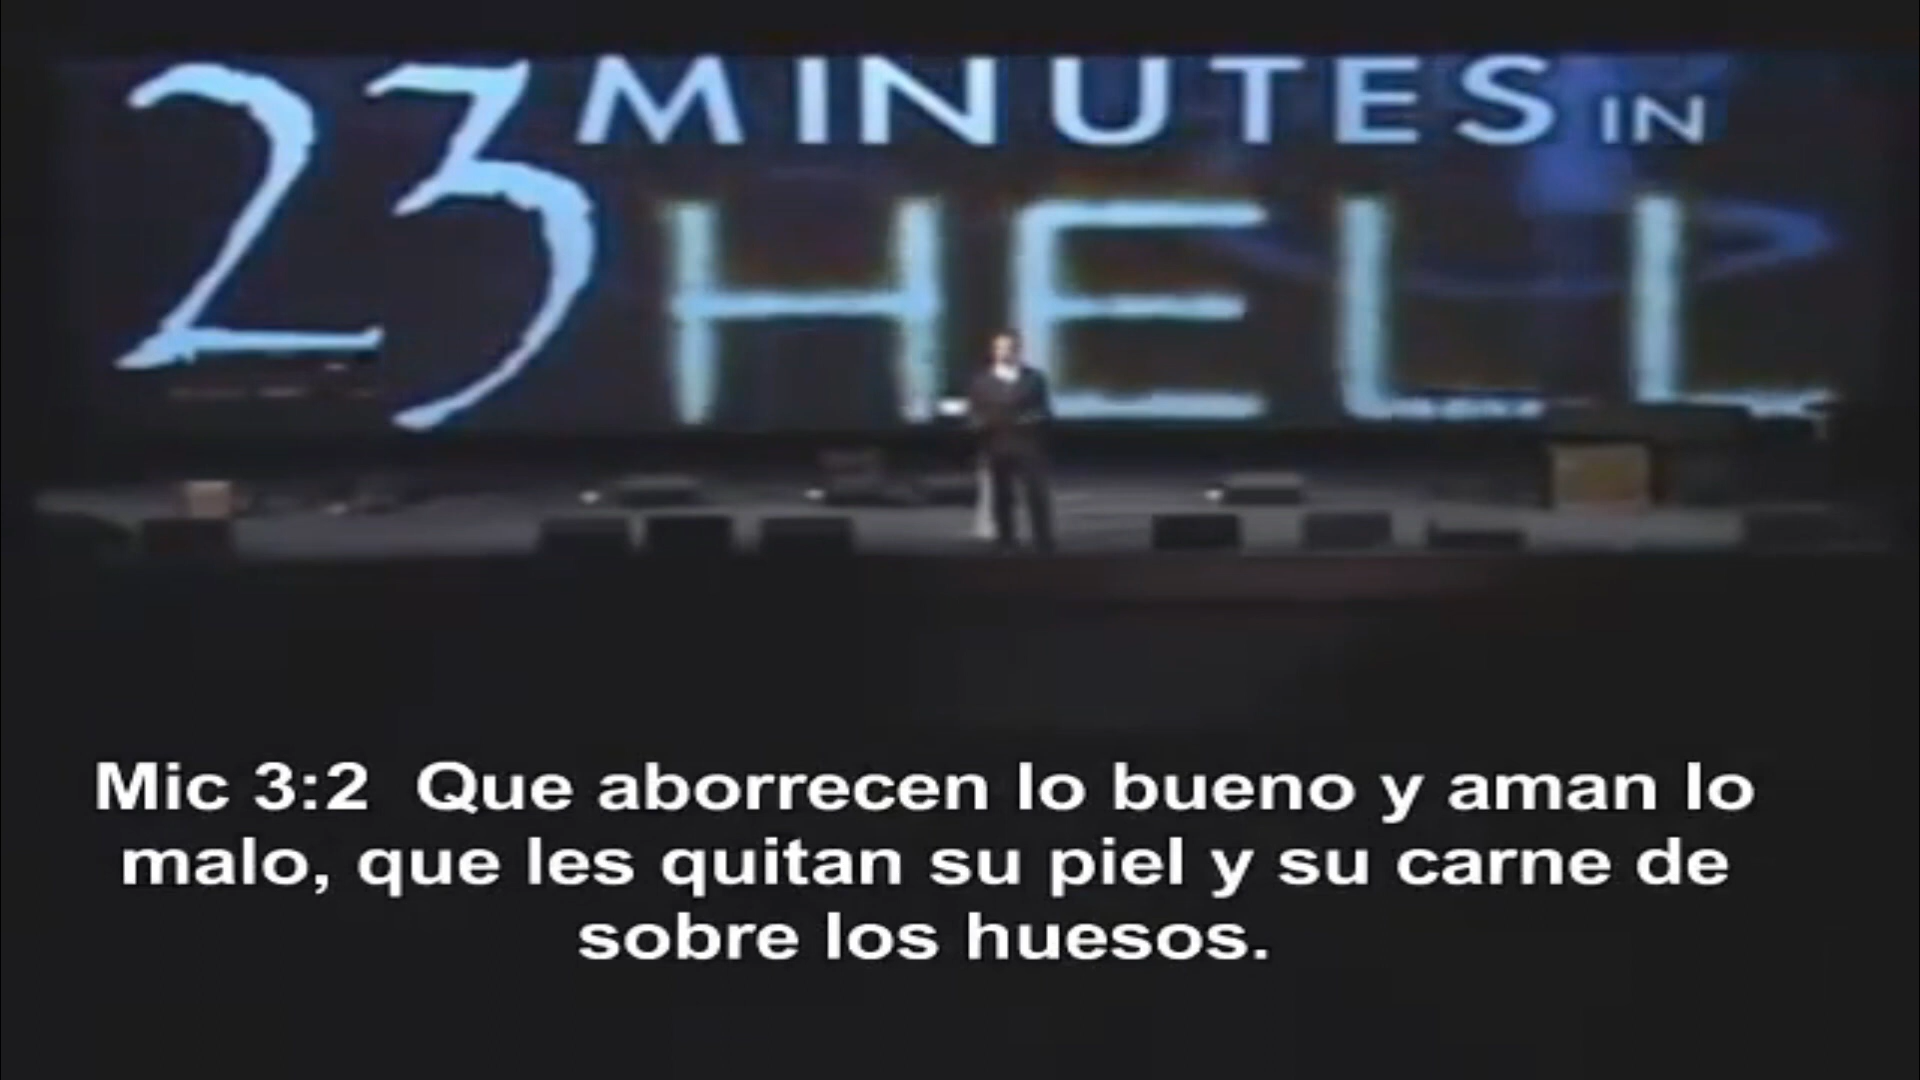 23 MINUTES IN
HELL
Mic 3:2  Que aborrecen lo bueno y aman lo
malo, que les quitan su piel y su carne de
sobre los huesos.